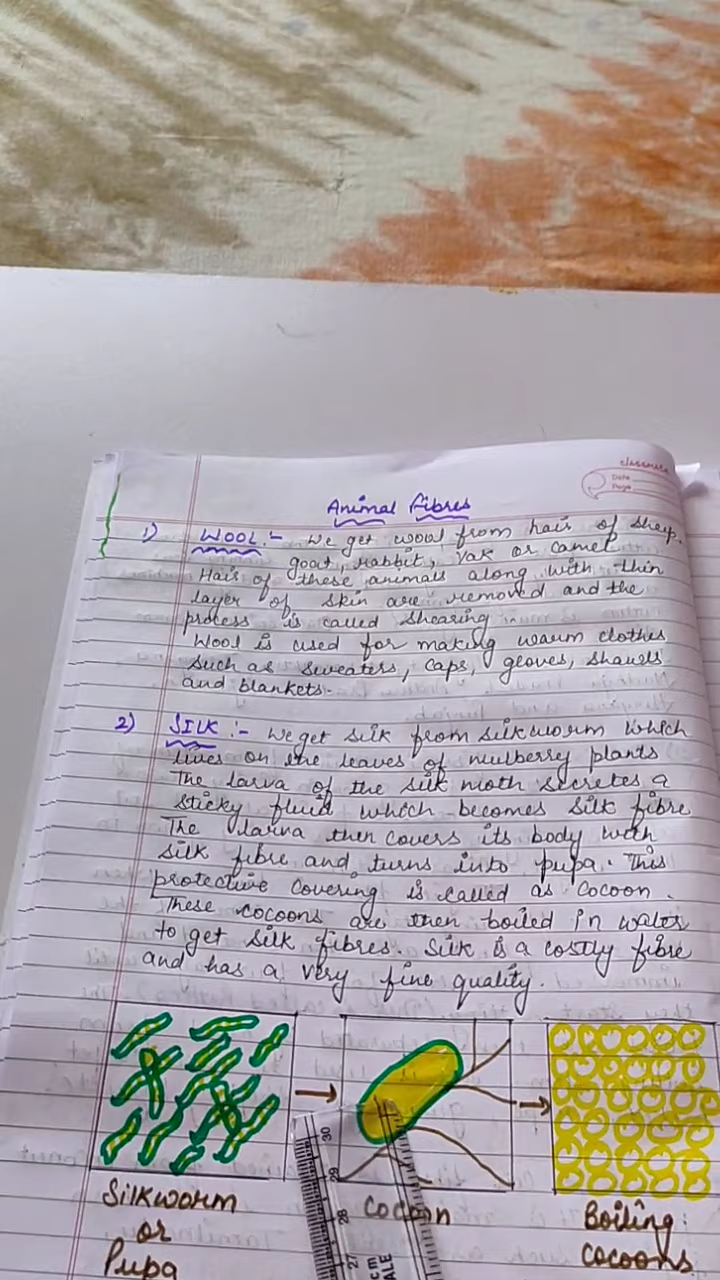 classmate
Date
Page
Animal Fibres
1) WOOL:- We get wool from hair of sheep,
goat, rabbit, Yak or camel
Hair of these animals along with thin
layer of skin are removed and the
process is called shearing
Wool is used for making warm clothes
such as sweaters, caps, gloves, shawls
and blankets.
2) SILK :- We get silk from silkworm which
lives on the leaves of mulberry plants
The larva of the silk moth secretes a
sticky fluid which becomes silk fibre
The larva then covers its body with
silk fibre and turns into pupa. This
protective covering is called as cocoon.
These cocoons are then boiled in water
to get silk fibres. Silk is a costly fibre
and has a very fine quality.
Silkworm
or
Pupa
Cocoon
Boiling:
cocoons
30
29
28
27
cm